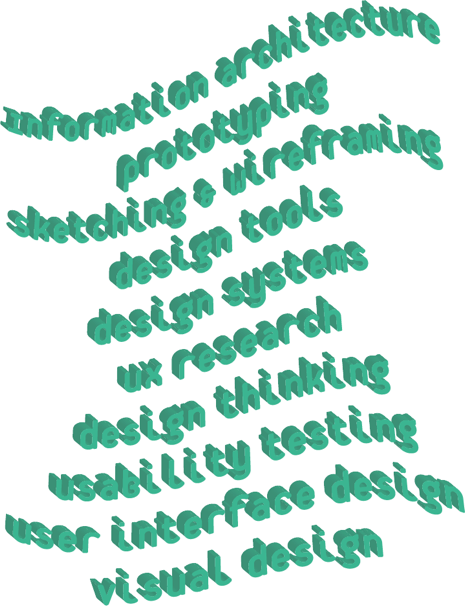 information architecture
prototyping
sketching & wireframing
design tools
design systems
ux research
design thinking
usability testing
user interface design
visual design